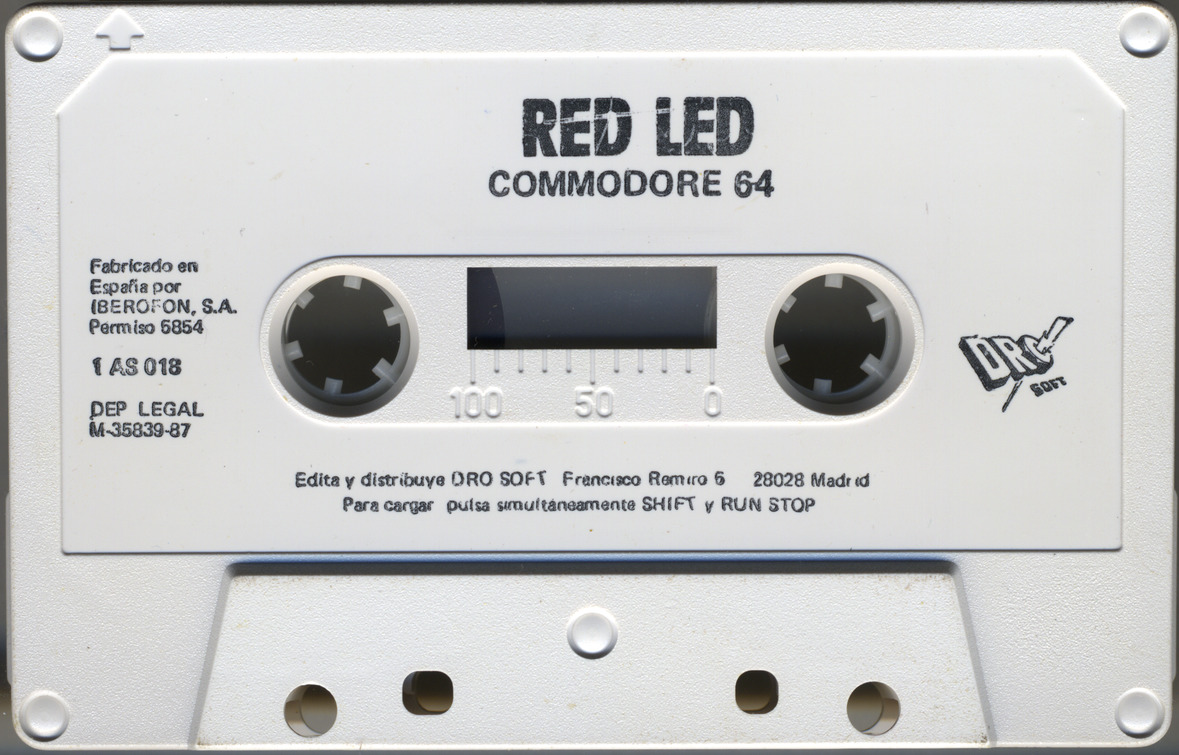 RED LED
COMMODORE 64
Fabricado en
España por
IBEROFON, S.A.
Permiso 6854
1 AS 018
DEP LEGAL
M-35839-87
100 50 0
DRO
SOFT
Edita y distribuye DRO SOFT Francisco Remiro 6 28028 Madrid
Para cargar pulsa simultáneamente SHIFT y RUN STOP